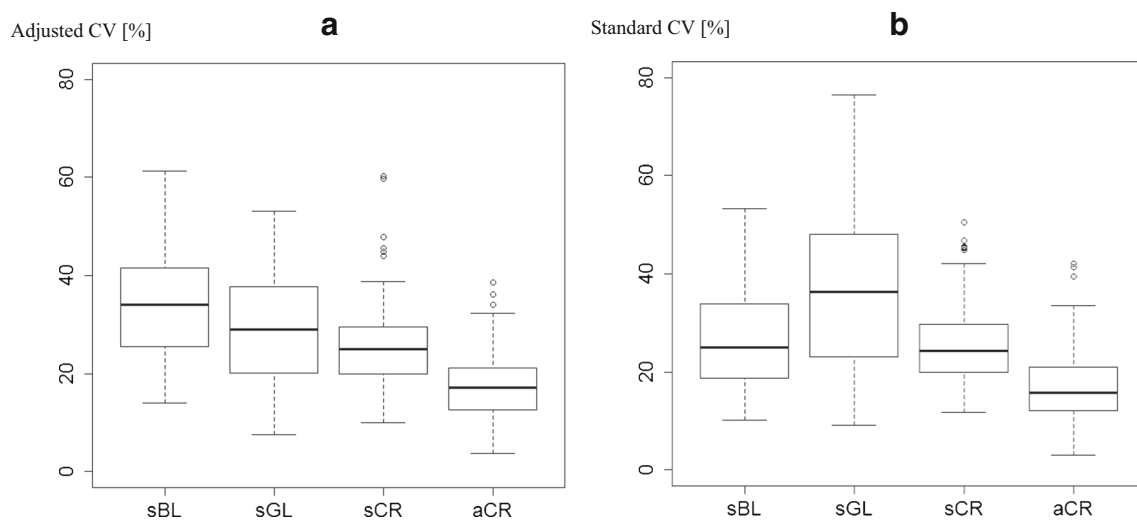 Adjusted CV [%]
a
80
60
40
20
0
sBL sGL sCR aCR
Standard CV [%]
b
80
60
40
20
0
sBL sGL sCR aCR